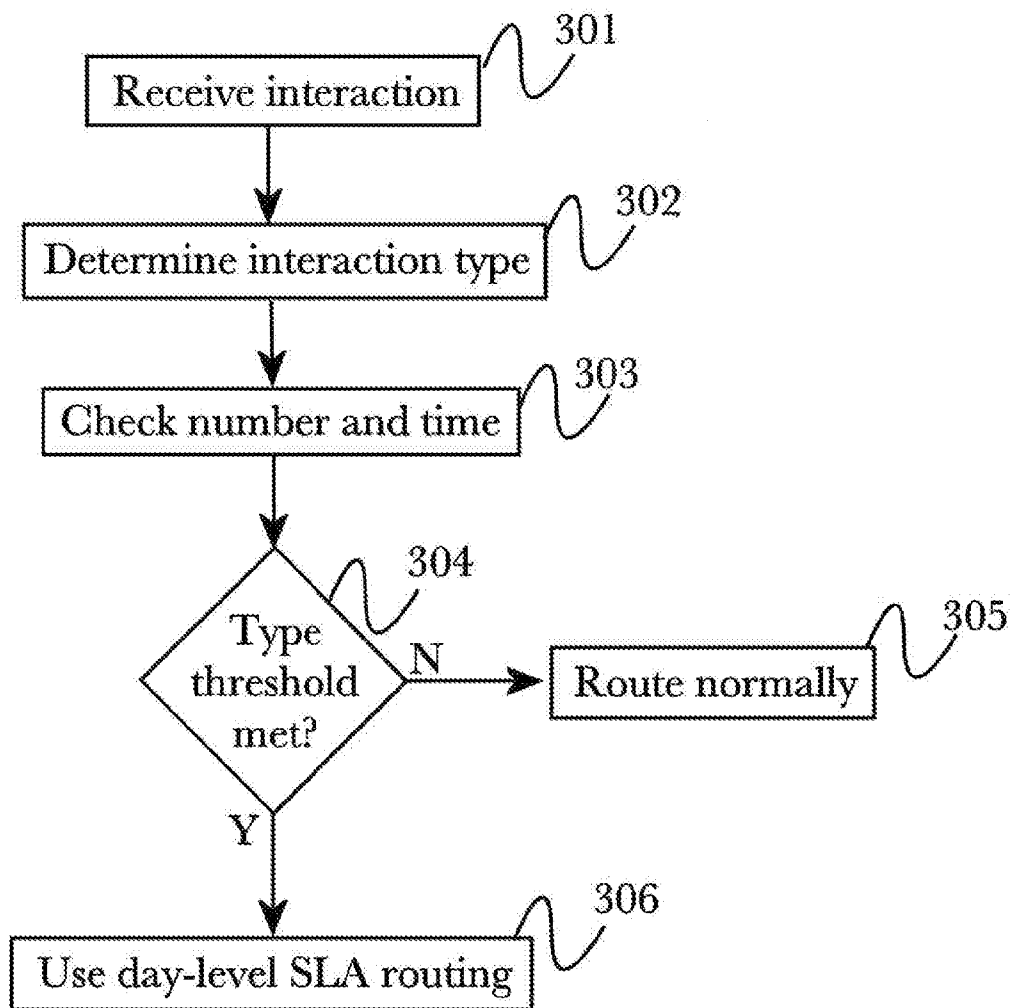 301
Receive interaction
302
Determine interaction type
303
Check number and time
304
Type
threshold
met?
N
305
Route normally
Y
306
Use day-level SLA routing